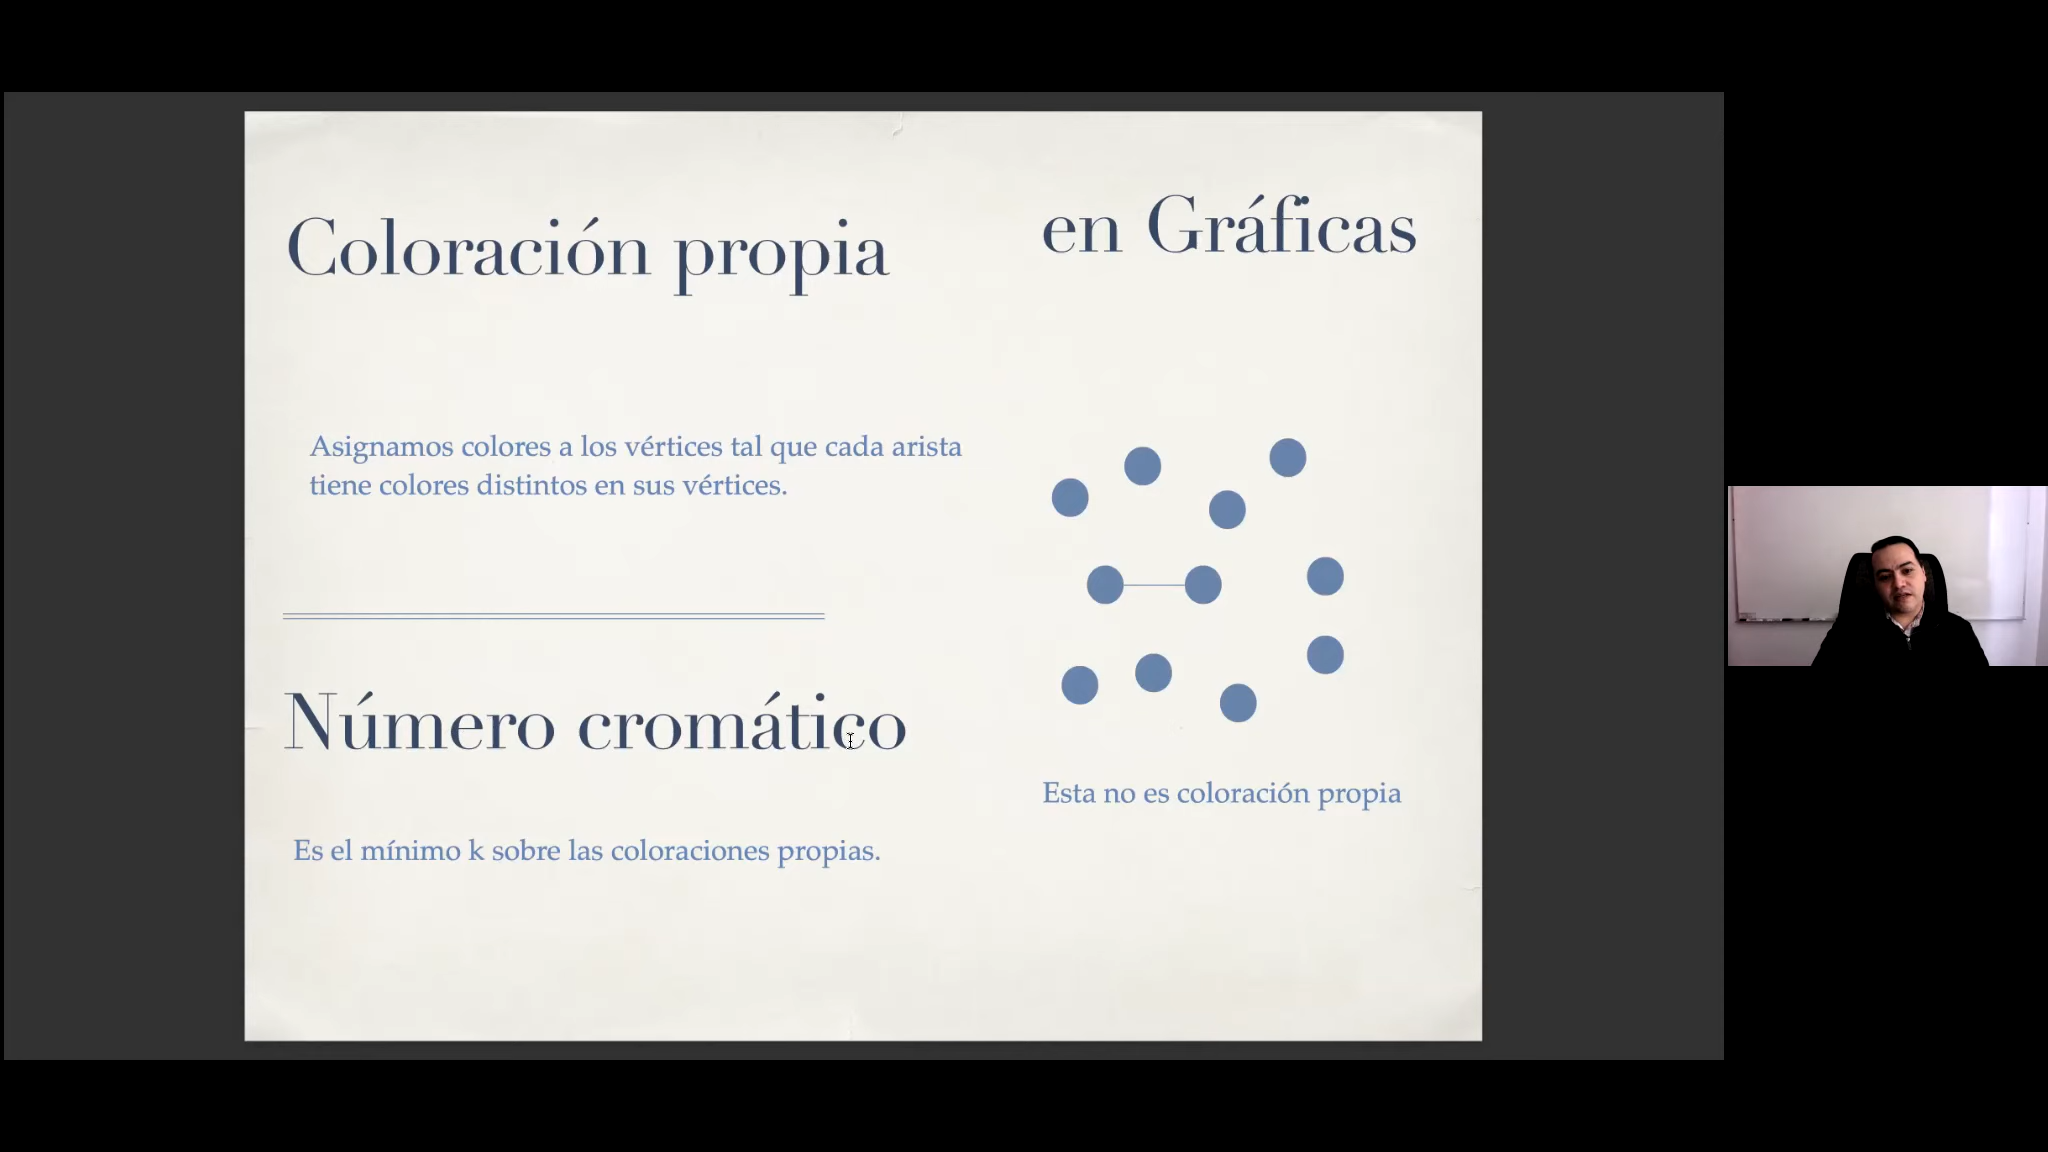 Coloración propia
en Gráficas
Asignamos colores a los vértices tal que cada arista
tiene colores distintos en sus vértices.
Número cromático
Es el mínimo k sobre las coloraciones propias.
Esta no es coloración propia